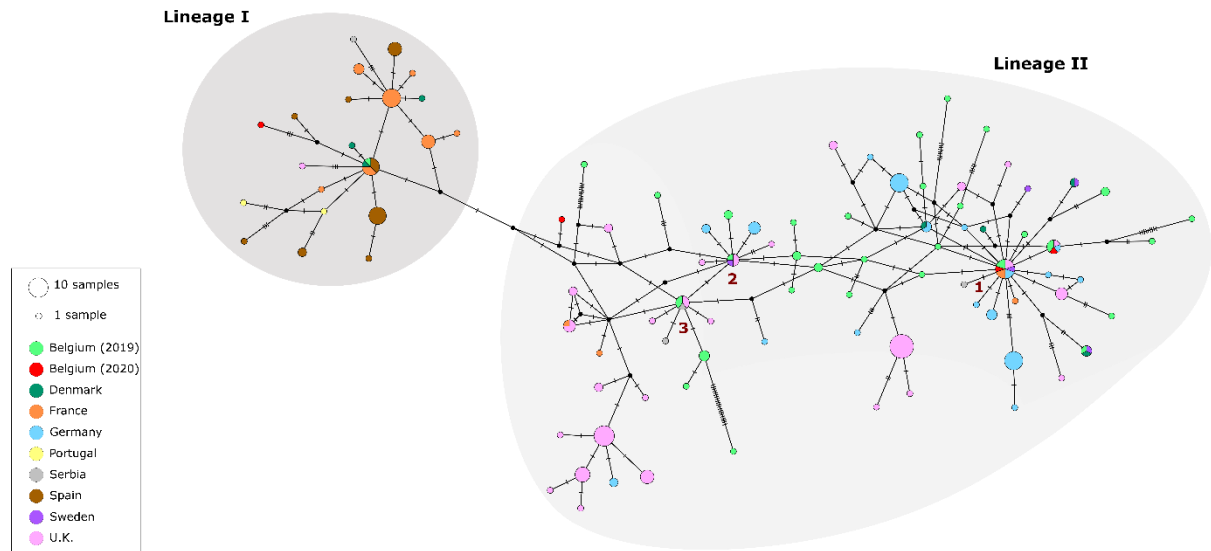 Lineage I
Lineage II
2
1
3
10 samples
1 sample
Belgium (2019)
Belgium (2020)
Denmark
France
Germany
Portugal
Serbia
Spain
Sweden
U.K.